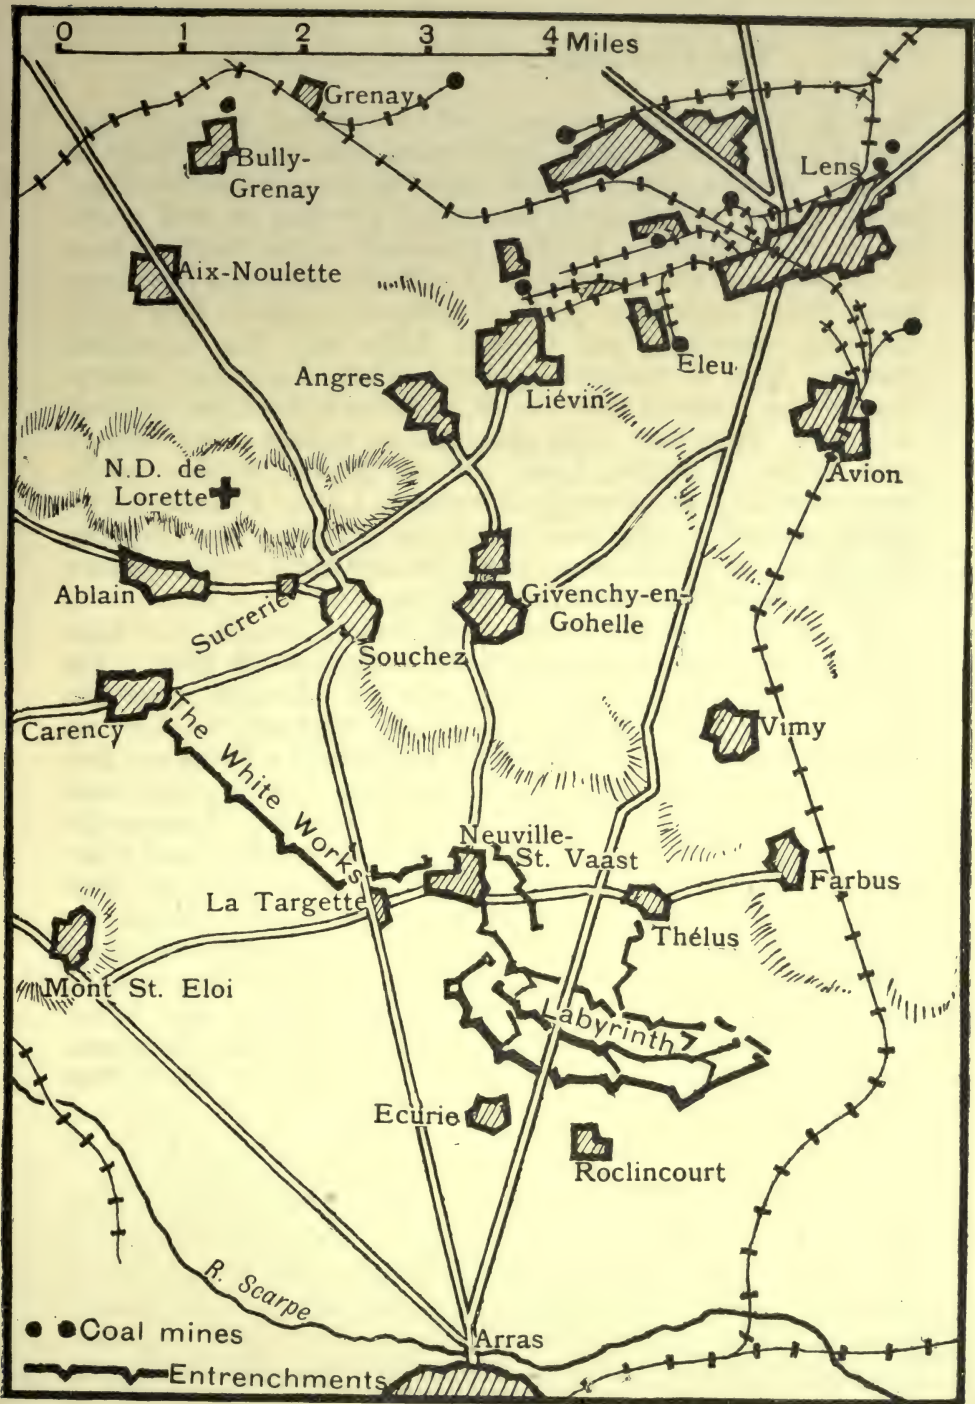 0 1 2 3 4 Miles
Grenay
Bully-
Grenay
Lens
Aix-Noulette
Eleu
Angres
Liévin
N.D. de
Lorette
Avion
Ablain
Sucrerie
Givenchy-en-
Gohelle
Souchez
Carency
The White Works
Vimy
Neuville-
St. Vaast
La Targette
Farbus
Thélus
Mont St. Eloi
Labyrinth
Ecurie
Roclincourt
R. Scarpe
Arras
Coal mines
Entrenchments